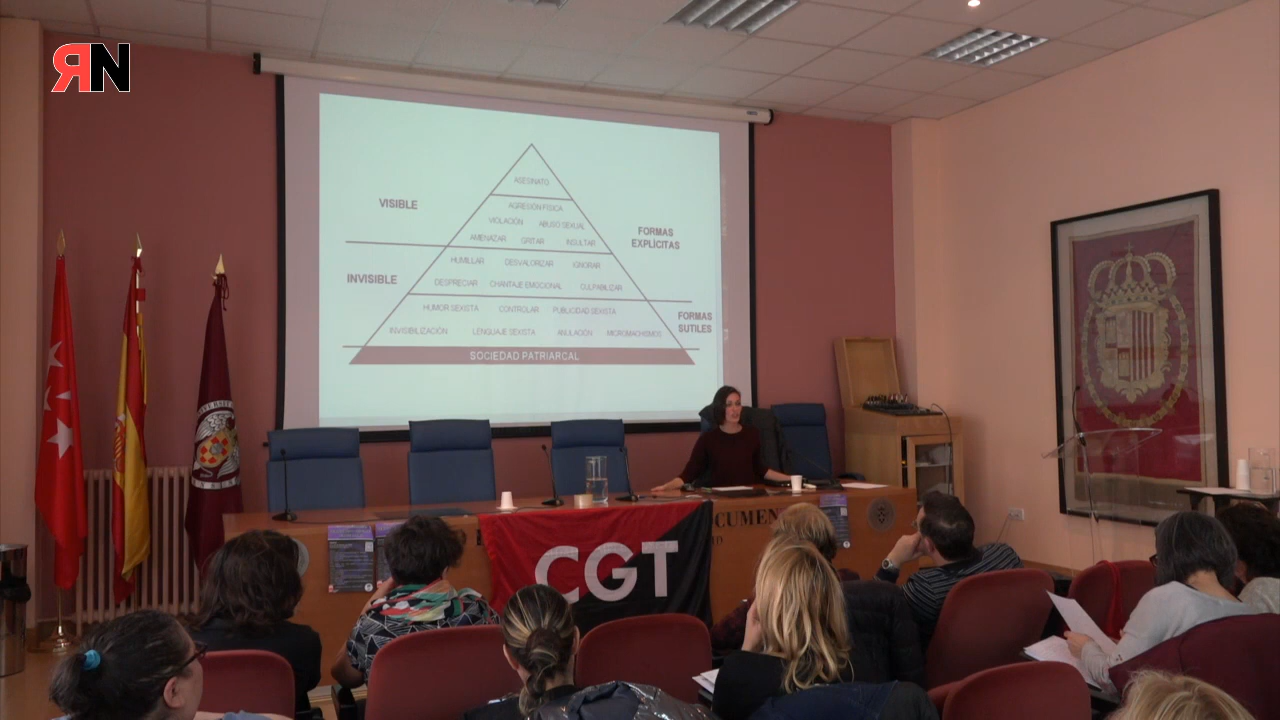 RN
ASESINATO
VISIBLE
AGRESIÓN FÍSICA
VIOLACIÓN ABUSO SEXUAL
AMENAZAR GRITAR INSULTAR
FORMAS
EXPLÍCITAS
HUMILLAR DESVALORIZAR IGNORAR
INVISIBLE
DESPRECIAR CHANTAJE EMOCIONAL CULPABILIZAR
HUMOR SEXISTA CONTROLAR PUBLICIDAD SEXISTA
INVISIBILIZACIÓN LENGUAJE SEXISTA ANULACIÓN MICROMACHISMOS
FORMAS
SUTILES
SOCIEDAD PATRIARCAL
CGT